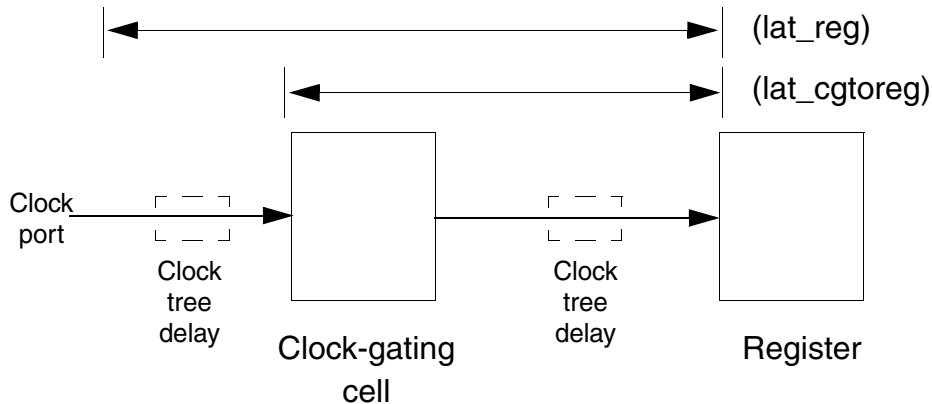 (lat_reg)
(lat_cgtoreg)
Clock
port
Clock
tree
delay
Clock
tree
delay
Clock-gating
cell
Register